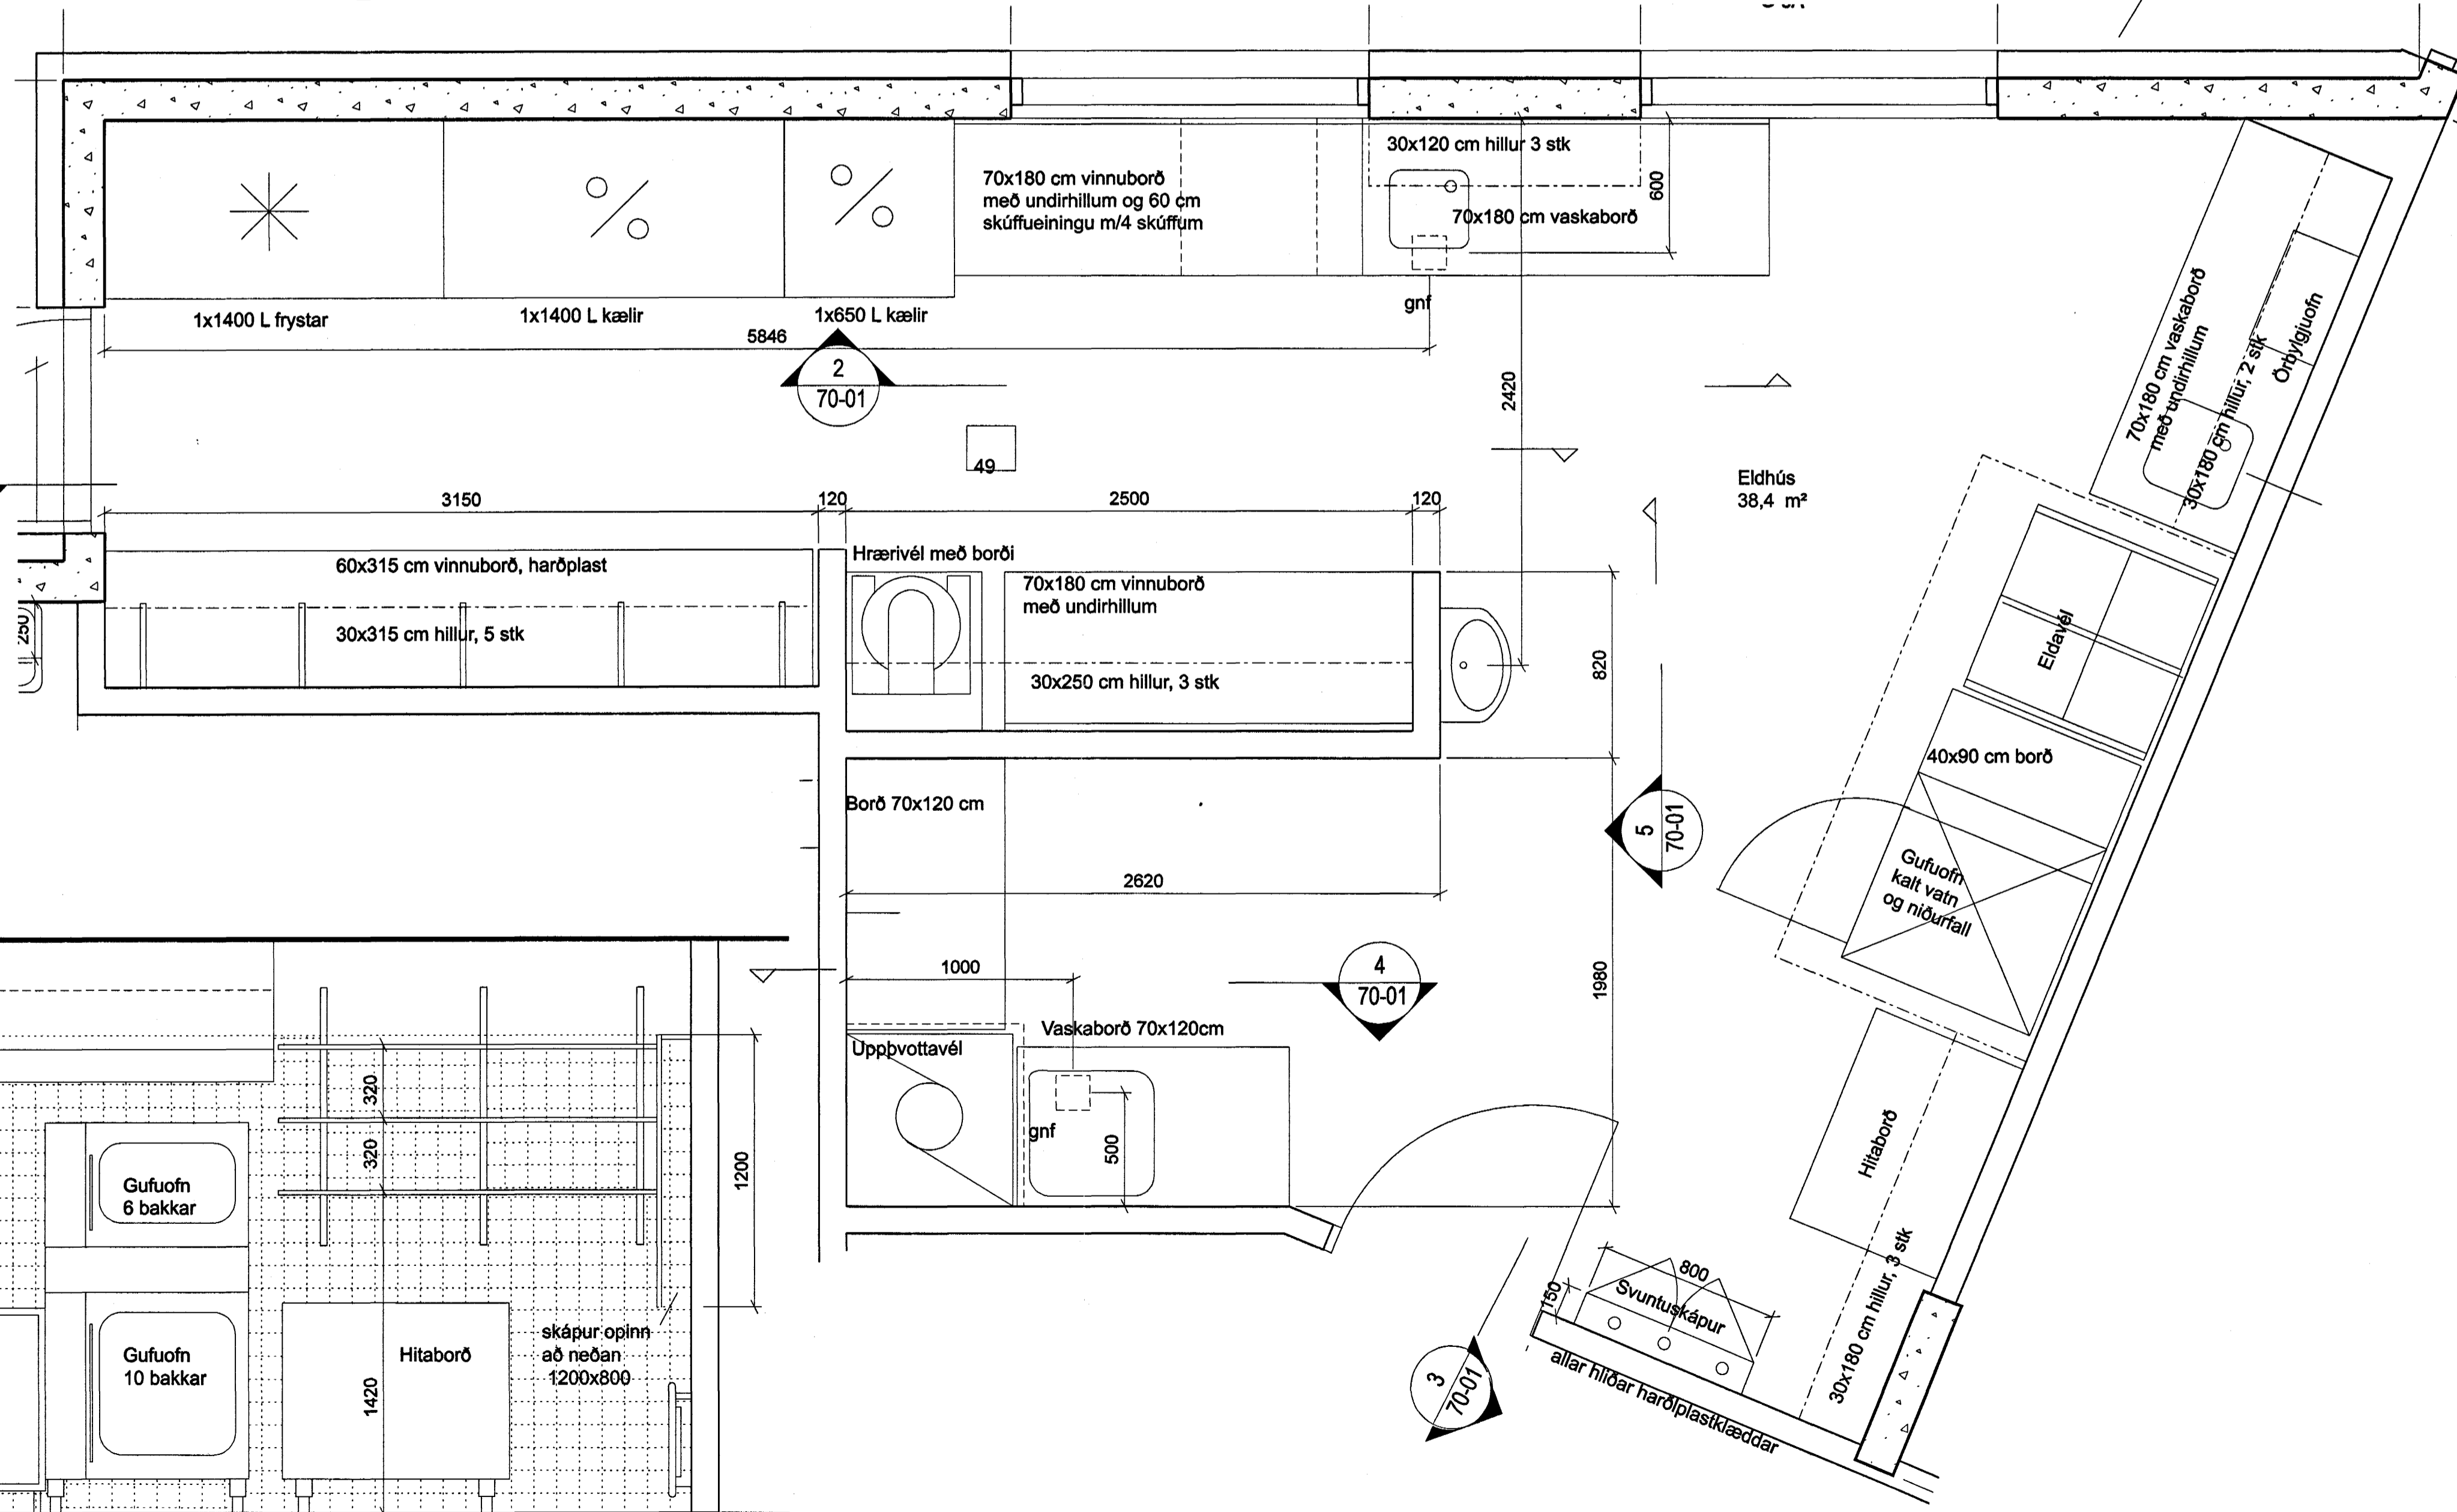 30x120 cm hillur 3 stk
70x180 cm vinnuborð
með undirhillum og 60 cm
skúffueiningu m/4 skúffum
70x180 cm vaskaborð
600
gnf
1x1400 L frystar
1x1400 L kælir
1x650 L kælir
5846
2
70-01
2420
49
Eldhús
38,4 m²
70x180 cm vaskaborð
með undirhillum
30x180 cm hillur, 2 stk
Örbylgjuofn
3150
120
2500
120
60x315 cm vinnuborð, harðplast
30x315 cm hillur, 5 stk
250
Hrærivél með borði
70x180 cm vinnuborð
með undirhillum
30x250 cm hillur, 3 stk
820
Eldavél
40x90 cm borð
Gufuofn
kalt vatn
og niðurfall
Borð 70x120 cm
5
70-01
2620
1000
4
70-01
1980
Vaskaborð 70x120cm
Uppþvottavél
gnf
500
Hitaborð
30x180 cm hillur, 3 stk
800
150
Svuntuskápur
allar hliðar harðlplastklæddar
3
70-01
320
320
1200
1420
Gufuofn
6 bakkar
Gufuofn
10 bakkar
Hitaborð
skápur opinn
að neðan
1200x800